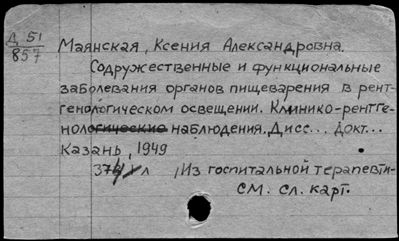 Д 51
857
Маянская, Ксения Александровна.
Содружественные и функциональные
заболевания органов пищеварения в рент-
генологическом освещении. Клинико-рентге-
нологические наблюдения. Дисс... Докт...
Казань, 1949
л , Из госпитальной терапевти-
см. сл. карт.